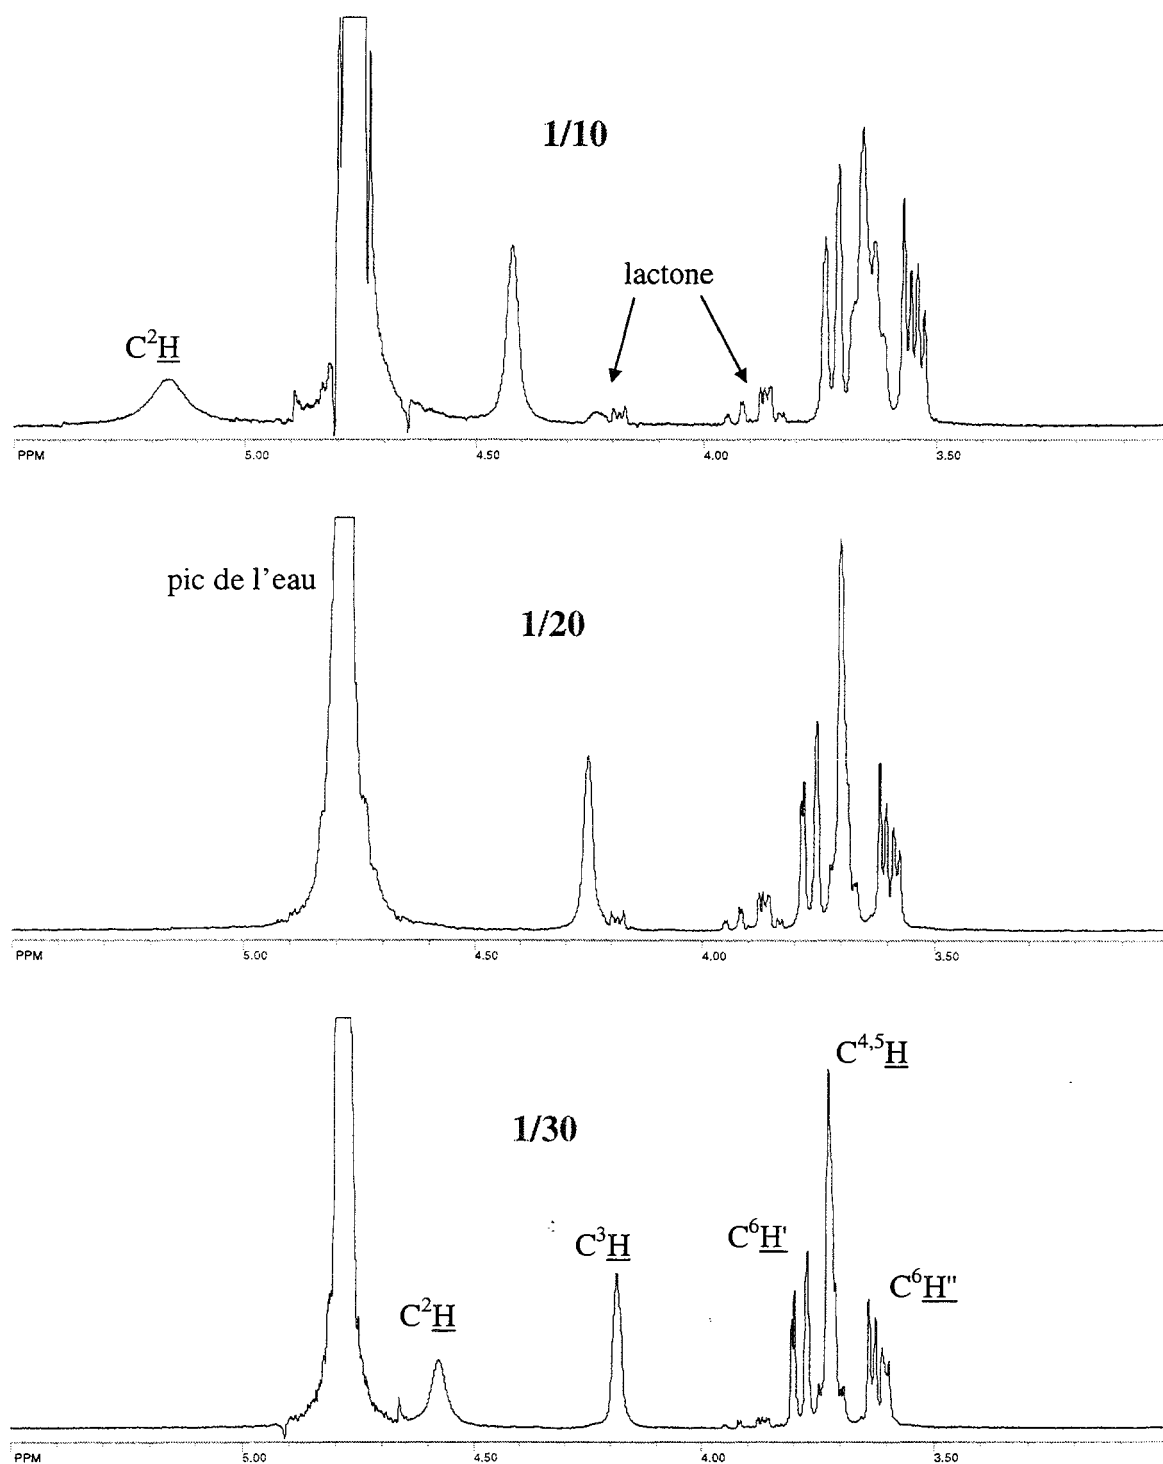 1/10
lactone
C²H
PPM 5.00 4.50 4.00 3.50
pic de l'eau
1/20
PPM 5.00 4.50 4.00 3.50
C⁴,⁵H
1/30
C⁶H'
C³H
C⁶H"
C²H
PPM 5.00 4.50 4.00 3.50